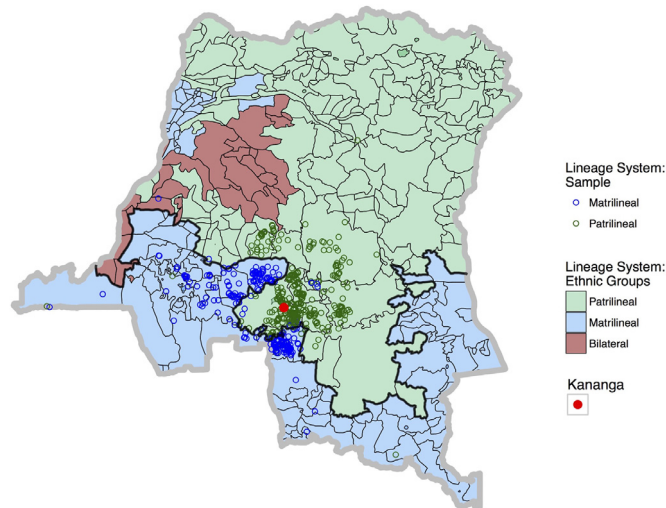 Lineage System:
Sample
Matrilineal
Patrilineal
Lineage System:
Ethnic Groups
Patrilineal
Matrilineal
Bilateral
Kananga